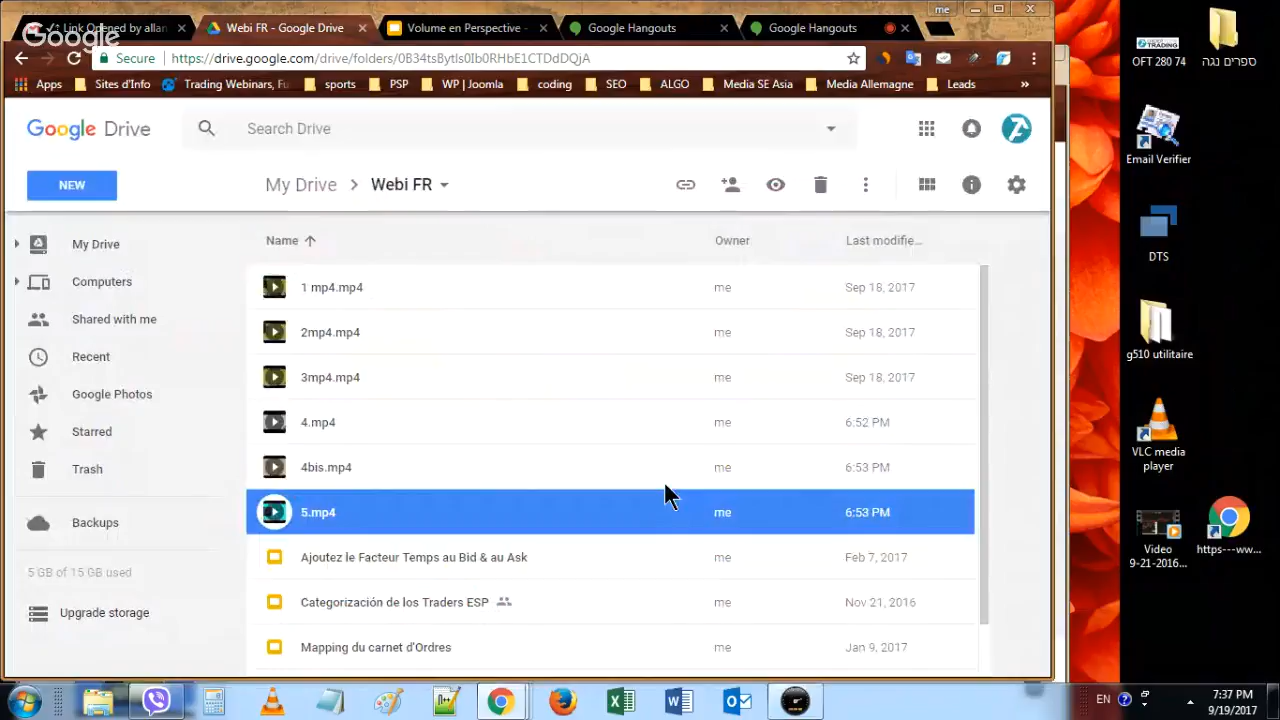 me
Link Opened by allan
Webi FR - Google Drive
Volume en Perspective -
Google Hangouts
Google Hangouts
Google
Secure
https://drive.google.com/drive/folders/0B34tsBytls0Ib0RHbE1CTDdDQjA
Apps
Sites d'Info
Trading Webinars, Fu
sports
PSP
WP | Joomla
coding
SEO
ALGO
Media SE Asia
Media Allemagne
Leads
»
Google Drive
Search Drive
NEW
My Drive
Webi FR
My Drive
Computers
Shared with me
Recent
Google Photos
Starred
Trash
Backups
5 GB of 15 GB used
Upgrade storage
Name Owner Last modifie...
1 mp4.mp4 me Sep 18, 2017
2mp4.mp4 me Sep 18, 2017
3mp4.mp4 me Sep 18, 2017
4.mp4 me 6:52 PM
4bis.mp4 me 6:53 PM
5.mp4 me 6:53 PM
Ajoutez le Facteur Temps au Bid & au Ask me Feb 7, 2017
Categorización de los Traders ESP me Nov 21, 2016
Mapping du carnet d'Ordres me Jan 9, 2017
TRADING
OFT 280 74
ספרים נגה
Email Verifier
DTS
g510 utilitaire
VLC media
player
Video
9-21-2016...
https---ww...
EN
7:37 PM
9/19/2017